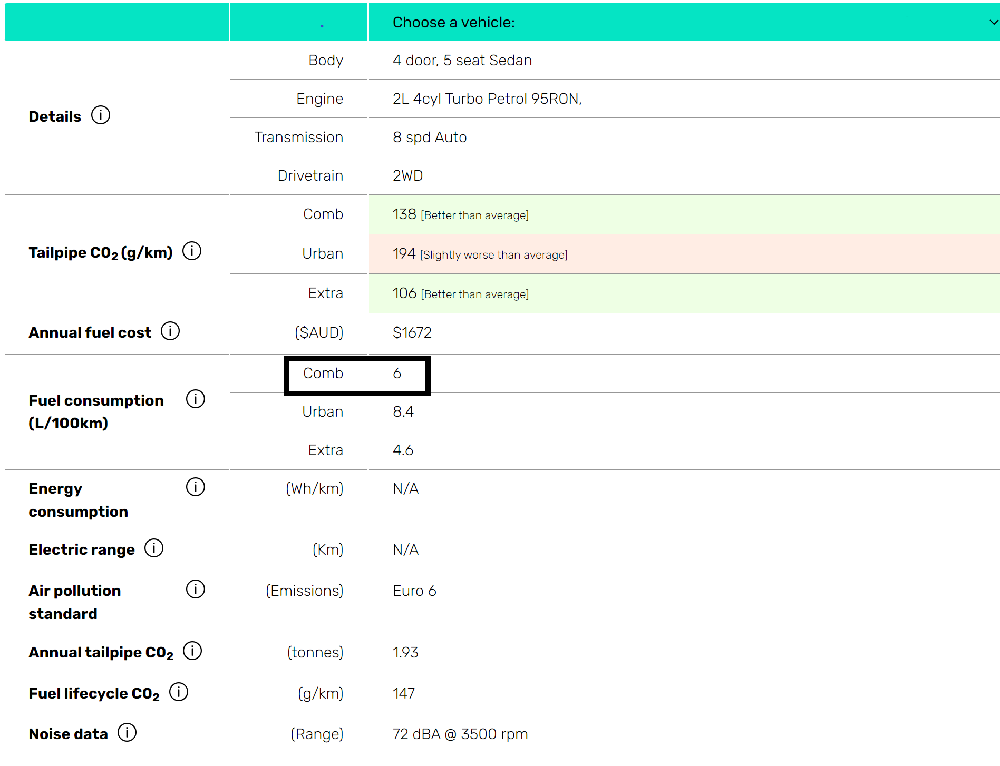 Choose a vehicle:
Details
Body
4 door, 5 seat Sedan
Engine
2L 4cyl Turbo Petrol 95RON,
Transmission
8 spd Auto
Drivetrain
2WD
Tailpipe CO₂ (g/km)
Comb
138 [Better than average]
Urban
194 [Slightly worse than average]
Extra
106 [Better than average]
Annual fuel cost
($AUD)
$1672
Fuel consumption
(L/100km)
Comb
6
Urban
8.4
Extra
4.6
Energy
consumption
(Wh/km)
N/A
Electric range
(Km)
N/A
Air pollution
standard
(Emissions)
Euro 6
Annual tailpipe CO₂
(tonnes)
1.93
Fuel lifecycle CO₂
(g/km)
147
Noise data
(Range)
72 dBA @ 3500 rpm